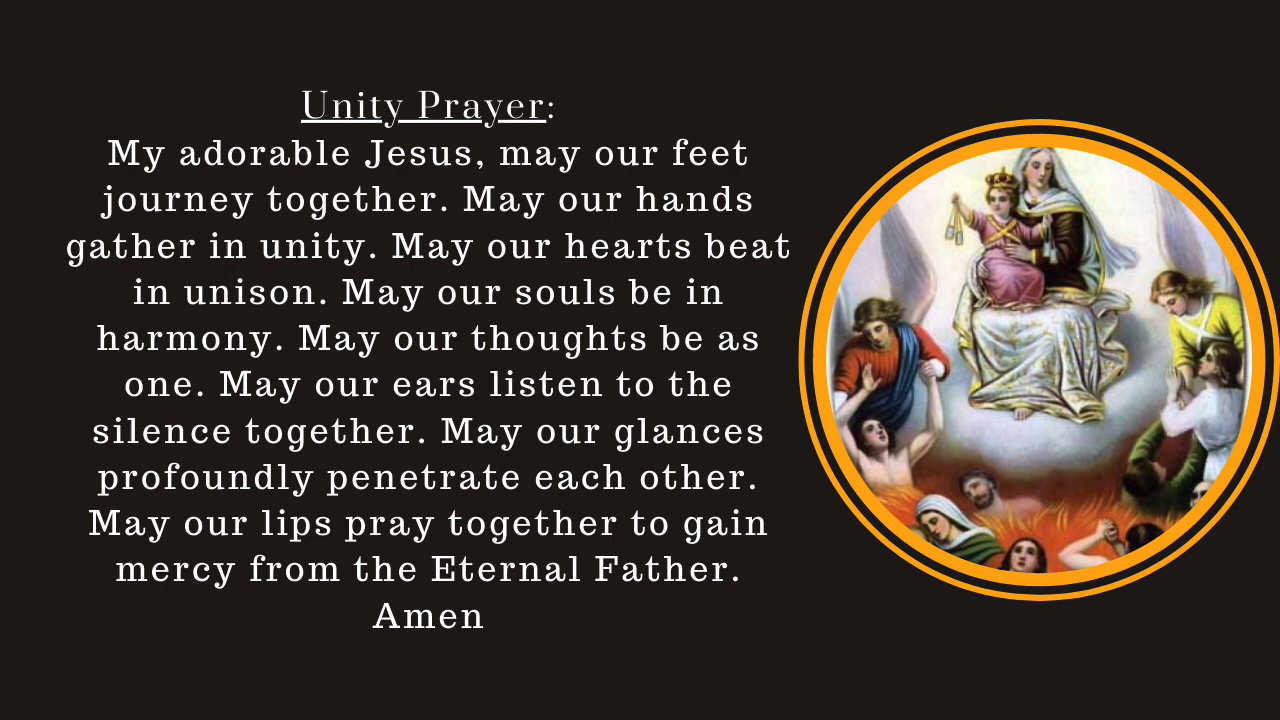 Unity Prayer:
My adorable Jesus, may our feet
journey together. May our hands
gather in unity. May our hearts beat
in unison. May our souls be in
harmony. May our thoughts be as
one. May our ears listen to the
silence together. May our glances
profoundly penetrate each other.
May our lips pray together to gain
mercy from the Eternal Father.
Amen